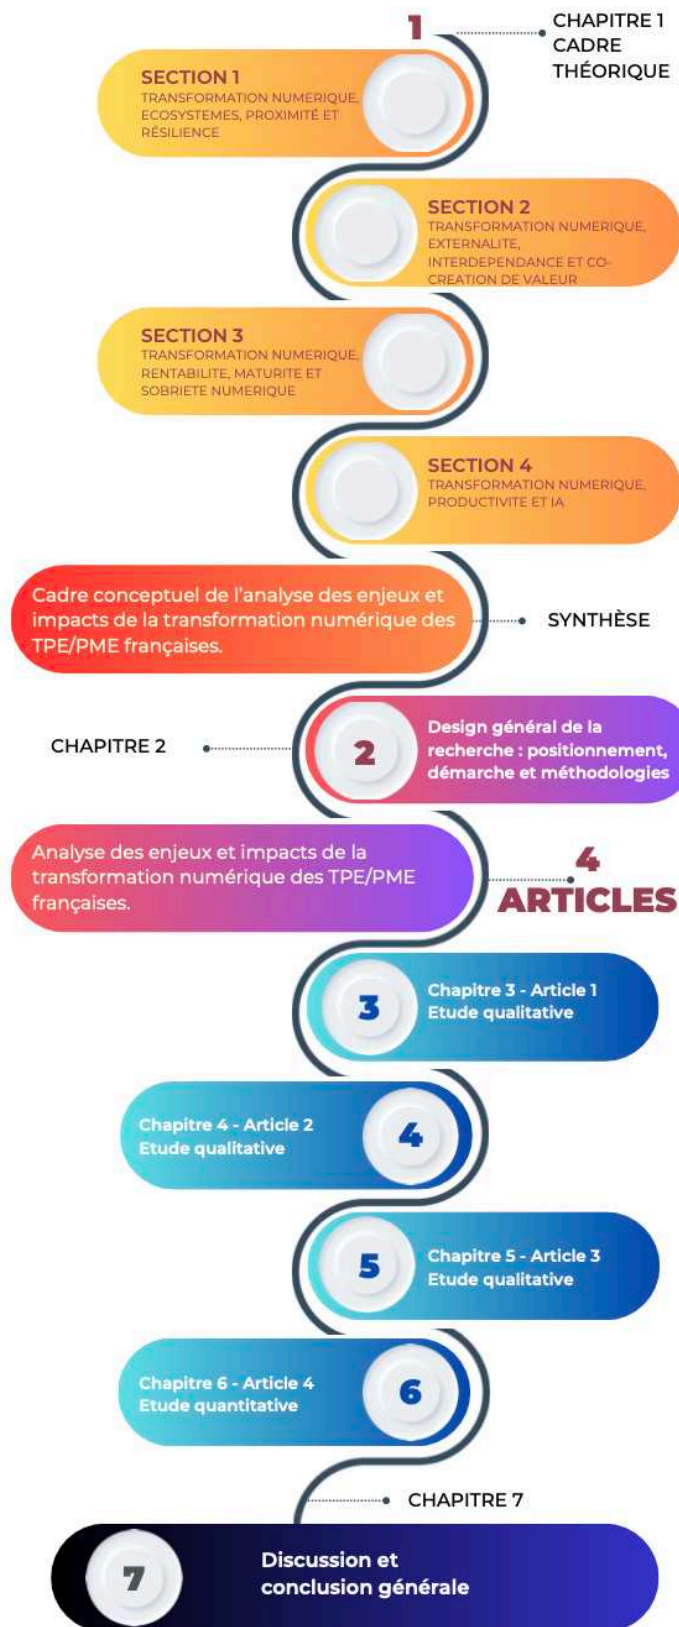 1
CHAPITRE 1
CADRE
THÉORIQUE
SECTION 1
TRANSFORMATION NUMERIQUE,
ECOSYSTEMES, PROXIMITÉ ET
RÉSILIENCE
SECTION 2
TRANSFORMATION NUMERIQUE,
EXTERNALITE,
INTERDEPENDANCE ET CO-
CREATION DE VALEUR
SECTION 3
TRANSFORMATION NUMERIQUE,
RENTABILITE, MATURITE ET
SOBRIETE NUMERIQUE
SECTION 4
TRANSFORMATION NUMERIQUE,
PRODUCTIVITE ET IA
Cadre conceptuel de l'analyse des enjeux et
impacts de la transformation numérique des
TPE/PME françaises.
SYNTHÈSE
CHAPITRE 2
2
Design général de la
recherche : positionnement,
démarche et méthodologies
Analyse des enjeux et impacts de la
transformation numérique des TPE/PME
françaises.
4
ARTICLES
3
Chapitre 3 - Article 1
Etude qualitative
Chapitre 4 - Article 2
Etude qualitative
4
5
Chapitre 5 - Article 3
Etude qualitative
Chapitre 6 - Article 4
Etude quantitative
6
CHAPITRE 7
7
Discussion et
conclusion générale